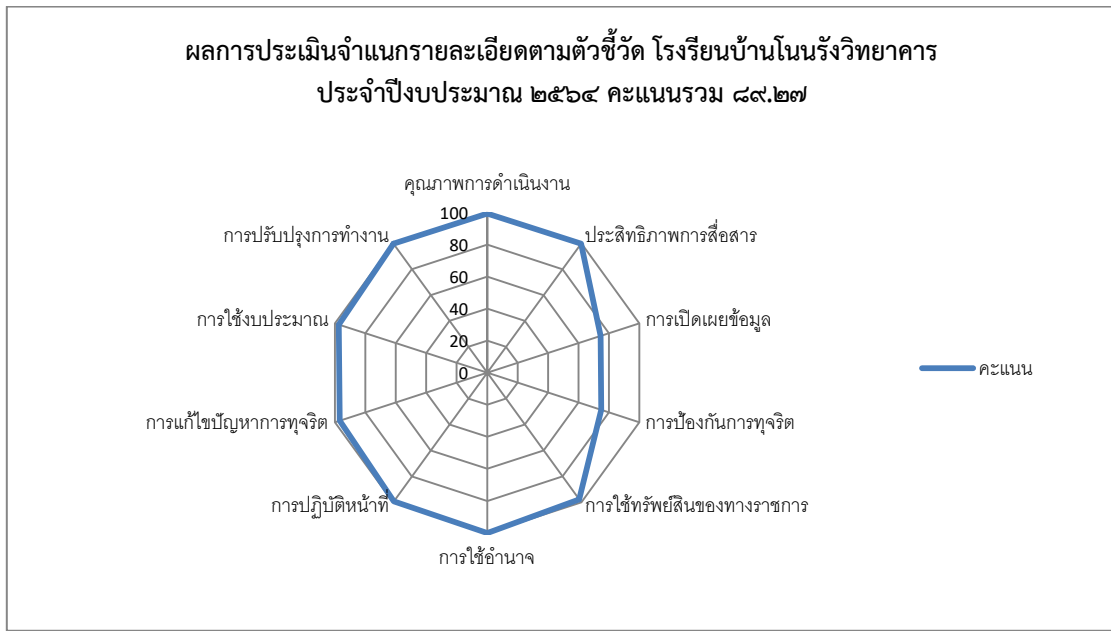 ผลการประเมินจำแนกรายละเอียดตามตัวชี้วัด โรงเรียนบ้านโนนรังวิทยาคาร
ประจำปีงบประมาณ ๒๕๖๔ คะแนนรวม ๘๙.๒๗
คุณภาพการดำเนินงาน
100
80
60
40
20
0
ประสิทธิภาพการสื่อสาร
การเปิดเผยข้อมูล
การป้องกันการทุจริต
การใช้ทรัพย์สินของทางราชการ
การใช้อำนาจ
การปฏิบัติหน้าที่
การแก้ไขปัญหาการทุจริต
การใช้งบประมาณ
การปรับปรุงการทำงาน
คะแนน